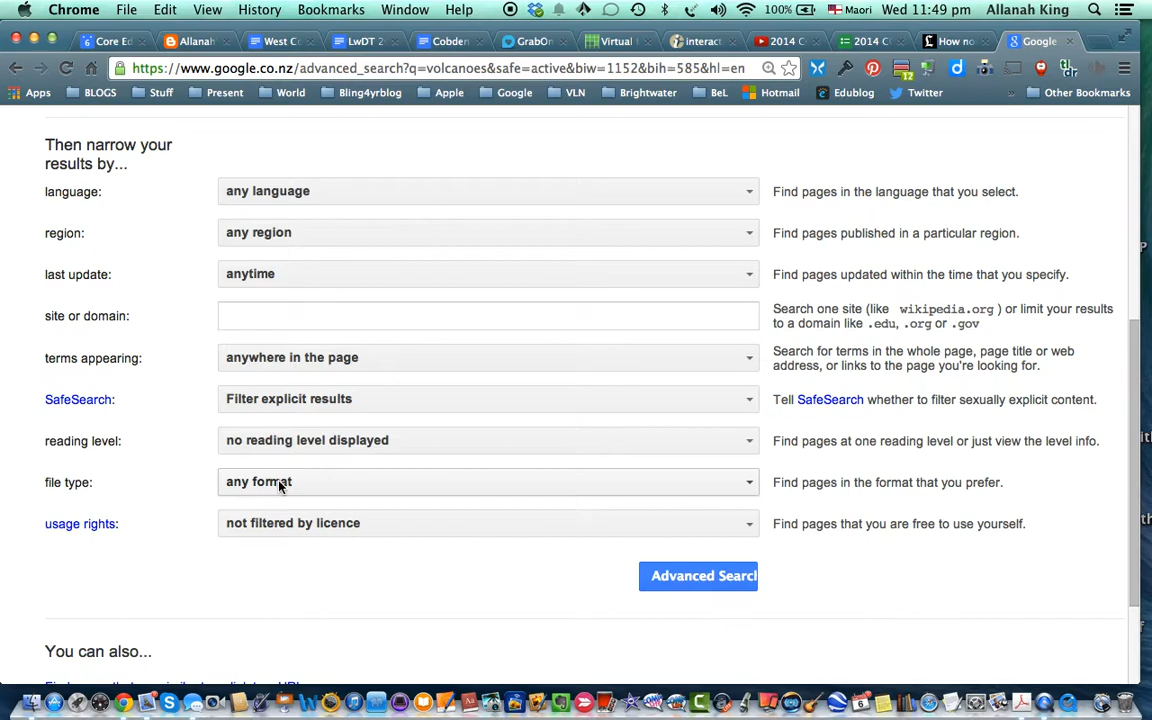 Chrome File Edit View History Bookmarks Window Help 100% Maori Wed 11:49 pm Allanah King
Core Ed Allanah West Co LwDT 2 Cobden GrabOn Virtual interact 2014 C 2014 C How no Google
https://www.google.co.nz/advanced_search?q=volcanoes&safe=active&biw=1152&bih=585&hl=en
Apps BLOGS Stuff Present World Bling4yrblog Apple Google VLN Brightwater BeL Hotmail Edublog Twitter » Other Bookmarks
Then narrow your
results by...
language: any language Find pages in the language that you select.
region: any region Find pages published in a particular region.
last update: anytime Find pages updated within the time that you specify.
site or domain: Search one site (like wikipedia.org ) or limit your results
to a domain like .edu, .org or .gov
terms appearing: anywhere in the page Search for terms in the whole page, page title or web
address, or links to the page you're looking for.
SafeSearch: Filter explicit results Tell SafeSearch whether to filter sexually explicit content.
reading level: no reading level displayed Find pages at one reading level or just view the level info.
file type: any format Find pages in the format that you prefer.
usage rights: not filtered by licence Find pages that you are free to use yourself.
Advanced Search
You can also...